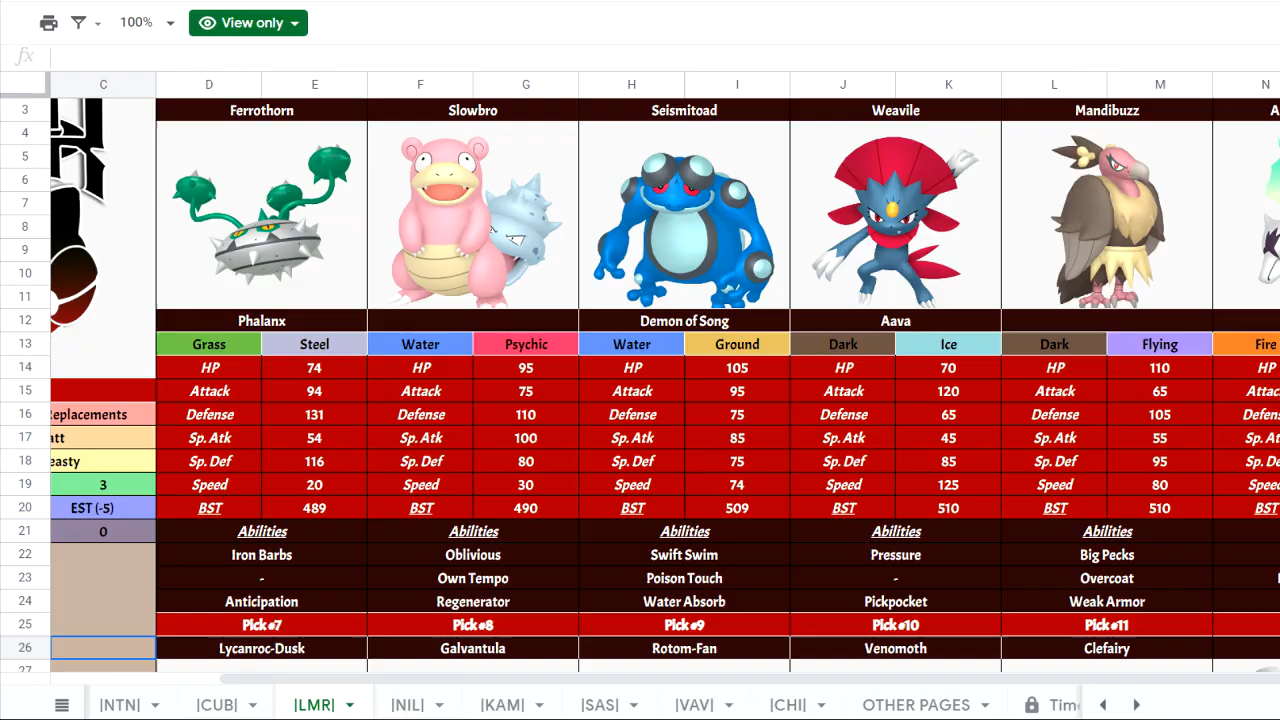 100% View only
fx
C D E F G H I J K L M N
3 Ferrothorn Slowbro Seismitoad Weavile Mandibuzz A
4
5
6
7
8
9
10
11
12 Phalanx Demon of Song Aava
13 Grass Steel Water Psychic Water Ground Dark Ice Dark Flying Fire
14 HP 74 HP 95 HP 105 HP 70 HP 110 HP
15 Attack 94 Attack 75 Attack 95 Attack 120 Attack 65 Attac
16 Replacements Defense 131 Defense 110 Defense 75 Defense 65 Defense 105 Defens
17 att Sp. Atk 54 Sp. Atk 100 Sp. Atk 85 Sp. Atk 45 Sp. Atk 55 Sp. At
18 easty Sp. Def 116 Sp. Def 80 Sp. Def 75 Sp. Def 85 Sp. Def 95 Sp. De
19 3 Speed 20 Speed 30 Speed 74 Speed 125 Speed 80 Speed
20 EST (-5) BST 489 BST 490 BST 509 BST 510 BST 510 BST
21 0 Abilities Abilities Abilities Abilities Abilities
22 Iron Barbs Oblivious Swift Swim Pressure Big Pecks
23 - Own Tempo Poison Touch - Overcoat
24 Anticipation Regenerator Water Absorb Pickpocket Weak Armor
25 Pick #7 Pick #8 Pick #9 Pick #10 Pick #11
26 Lycanroc-Dusk Galvantula Rotom-Fan Venomoth Clefairy
27
|NTN| |CUB| |LMR| |NIL| |KAM| |SAS| |VAV| |CHI| OTHER PAGES Time